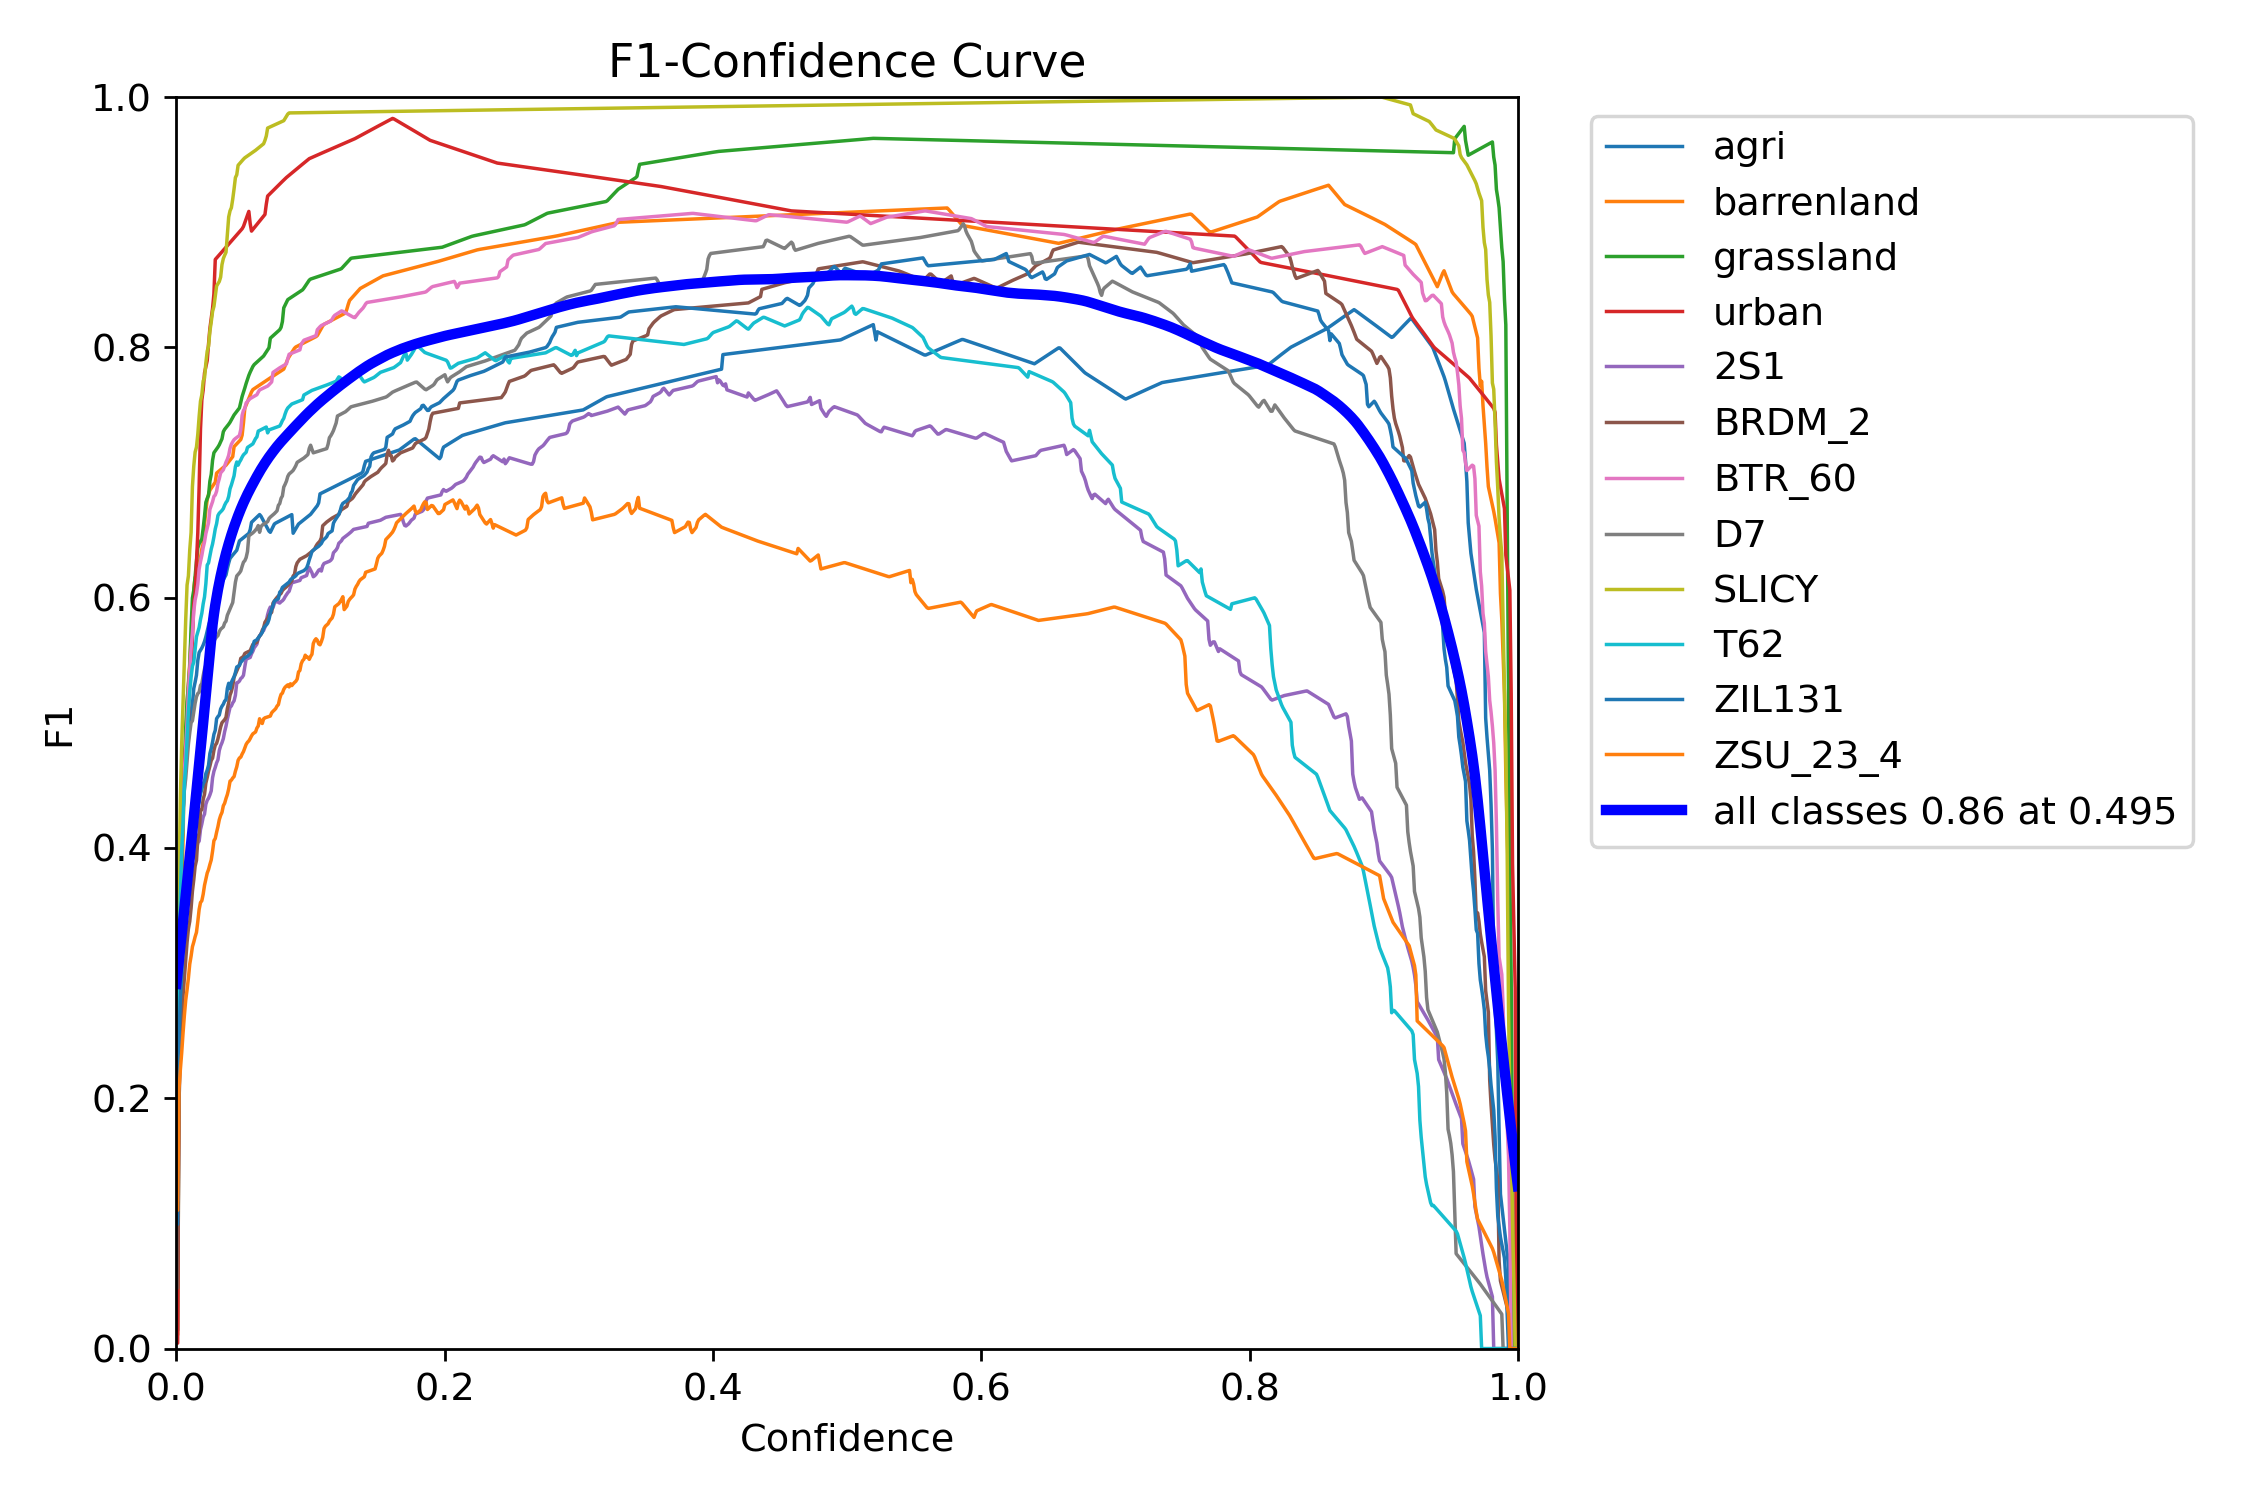 F1-Confidence Curve
1.0
0.8
0.6
0.4
0.2
0.0
F1
0.0 0.2 0.4 0.6 0.8 1.0
Confidence
agri
barrenland
grassland
urban
2S1
BRDM_2
BTR_60
D7
SLICY
T62
ZIL131
ZSU_23_4
all classes 0.86 at 0.495